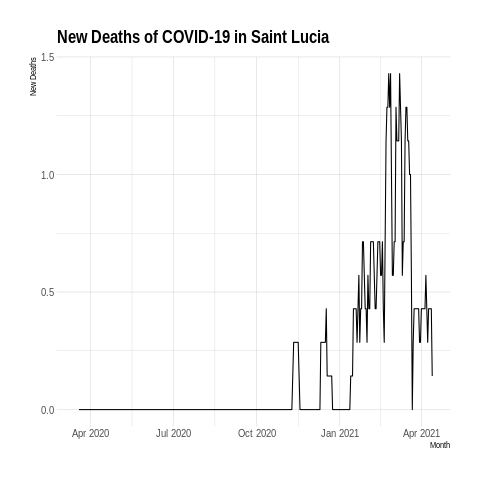 New Deaths of COVID-19 in Saint Lucia
New Deaths
1.5
1.0
0.5
0.0
Apr 2020 Jul 2020 Oct 2020 Jan 2021 Apr 2021
Month